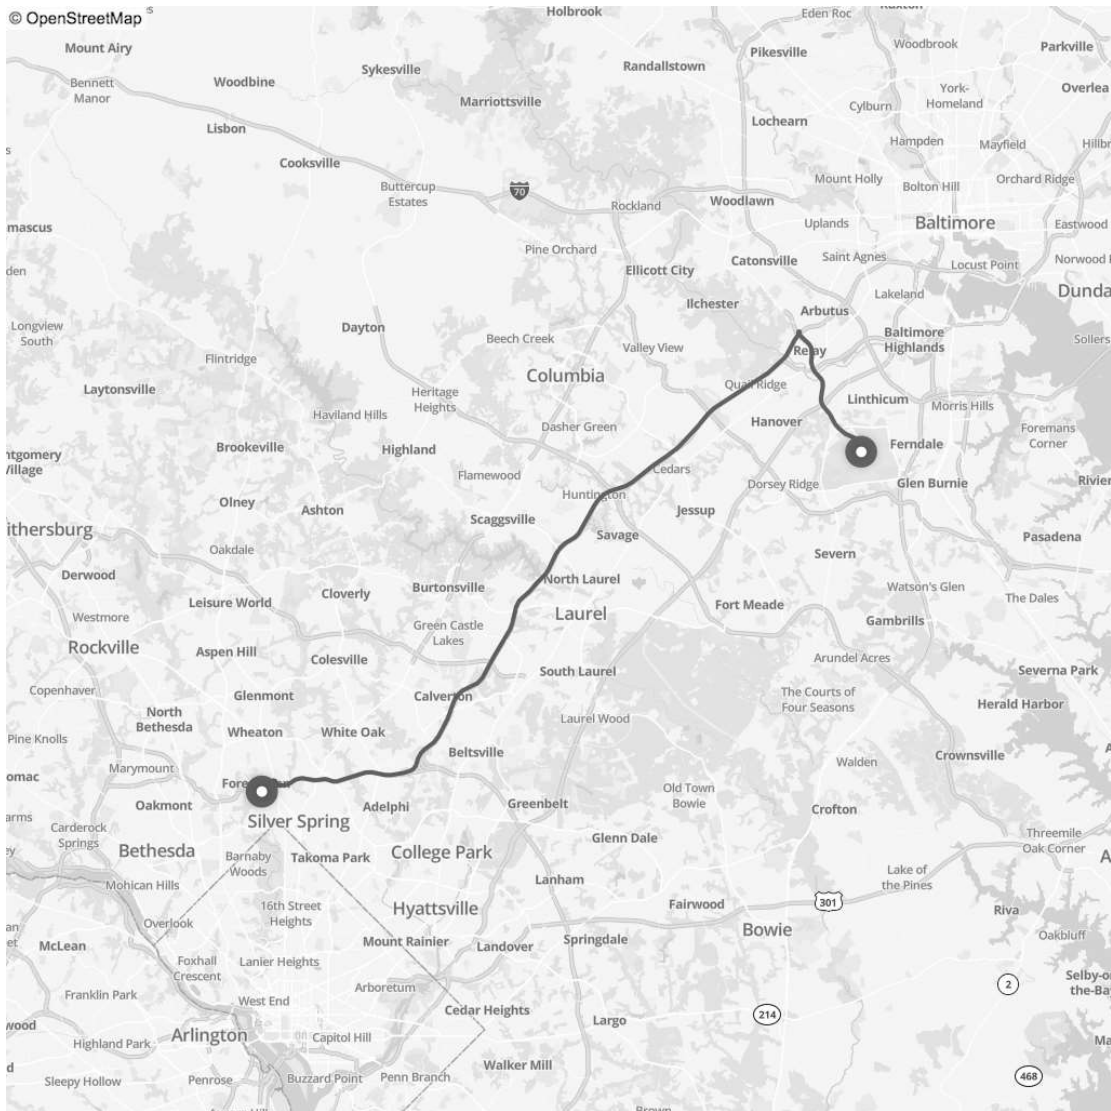 © OpenStreetMap
Holbrook
Eden Roc
Mount Airy
Pikesville
Woodbrook
Parkville
Sykesville
Randallstown
Bennett
Manor
Woodbine
York-
Homeland
Overlea
Marriottsville
Cylburn
Lochearn
Lisbon
Hampden
Mayfield
Cooksville
Mount Holly
Orchard Ridge
Buttercup
Estates
70
Bolton Hill
Rockland
Woodlawn
Uplands
Baltimore
Eastwood
Pine Orchard
Catonsville
Saint Agnes
Locust Point
Ellicott City
Lakeland
Ilchester
Arbutus
Longview
South
Dayton
Beech Creek
Baltimore
Highlands
Valley View
Relay
Flintridge
Columbia
Quail Ridge
Laytonsville
Heritage
Heights
Linthicum
Morris Hills
Haviland Hills
Dasher Green
Hanover
Foremans
Corner
Brookeville
Highland
Ferndale
Cedars
Flamewood
Dorsey Ridge
Glen Burnie
Huntington
Olney
Ashton
Scaggsville
Jessup
Savage
Pasadena
Oakdale
Severn
Derwood
North Laurel
Burtonsville
Watson's Glen
Cloverly
Leisure World
The Dales
Fort Meade
Westmore
Laurel
Green Castle
Lakes
Gambrills
Rockville
Aspen Hill
Colesville
Arundel Acres
South Laurel
Severna Park
Copenhaver
Glenmont
Calverton
The Courts of
Four Seasons
Herald Harbor
North
Bethesda
Laurel Wood
Wheaton
White Oak
Pine Knolls
Beltsville
Crownsville
Marymount
Walden
Old Town
Bowie
Oakmont
Adelphi
Greenbelt
Crofton
Silver Spring
Carderock
Springs
Glenn Dale
Threemile
Oak Corner
Bethesda
Barnaby
Woods
Takoma Park
College Park
Lanham
Lake of
the Pines
Mohican Hills
16th Street
Heights
Hyattsville
Fairwood
301
Riva
Overlook
Bowie
Oakbluff
McLean
Mount Rainier
Landover
Springdale
Foxhall
Crescent
Lanier Heights
2
Franklin Park
Arboretum
West End
Cedar Heights
Largo
214
Arlington
Capitol Hill
Highland Park
Walker Mill
Sleepy Hollow
Penrose
Buzzard Point
Penn Branch
468